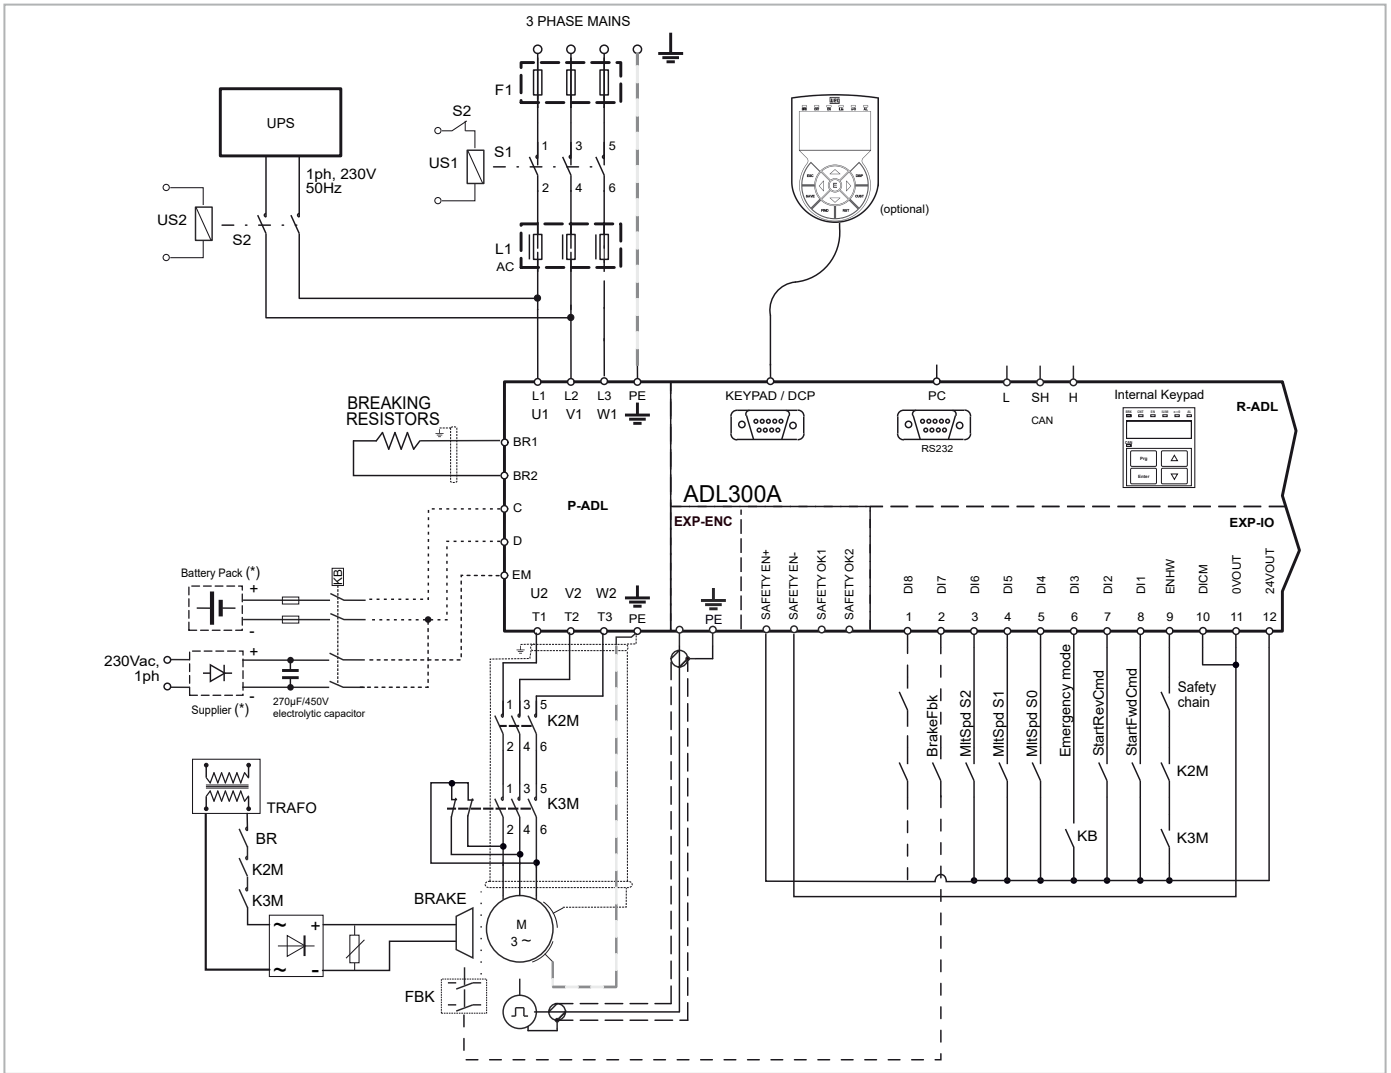 3 PHASE MAINS
F1
UPS
S2
US1
S1
1
3
5
2
4
6
1ph, 230V
50Hz
US2
S2
L1
AC
E
(optional)
L1
L2
L3
PE
U1
V1
W1
KEYPAD / DCP
PC
RS232
L
SH
H
CAN
Internal Keypad
Prg
Enter
R-ADL
BREAKING
RESISTORS
BR1
BR2
C
D
EM
P-ADL
ADL300A
EXP-ENC
EXP-IO
SAFETY EN+
SAFETY EN-
SAFETY OK1
SAFETY OK2
DI8
DI7
DI6
DI5
DI4
DI3
DI2
DI1
ENHW
DICM
0VOUT
24VOUT
1
2
3
4
5
6
7
8
9
10
11
12
U2
V2
W2
T1
T2
T3
PE
PE
Battery Pack (*)
+
-
KB
230Vac,
1ph
+
-
Supplier (*)
270µF/450V
electrolytic capacitor
1
3
5
K2M
2
4
6
1
3
5
K3M
2
4
6
BrakeFbk
MltSpd S2
MltSpd S1
MltSpd S0
Emergency mode
StartRevCmd
StartFwdCmd
Safety
chain
K2M
KB
K3M
TRAFO
BR
K2M
K3M
~
+
~
-
BRAKE
M
3 ~
FBK